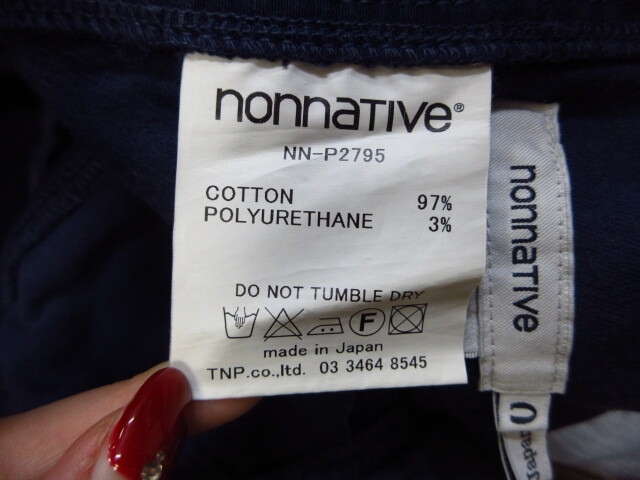 nonnaTIVe®
NN-P2795
COTTON 97%
POLYURETHANE 3%
DO NOT TUMBLE DRY
F
made in Japan
TNP.co.,ltd. 03 3464 8545
nonnaTIVe